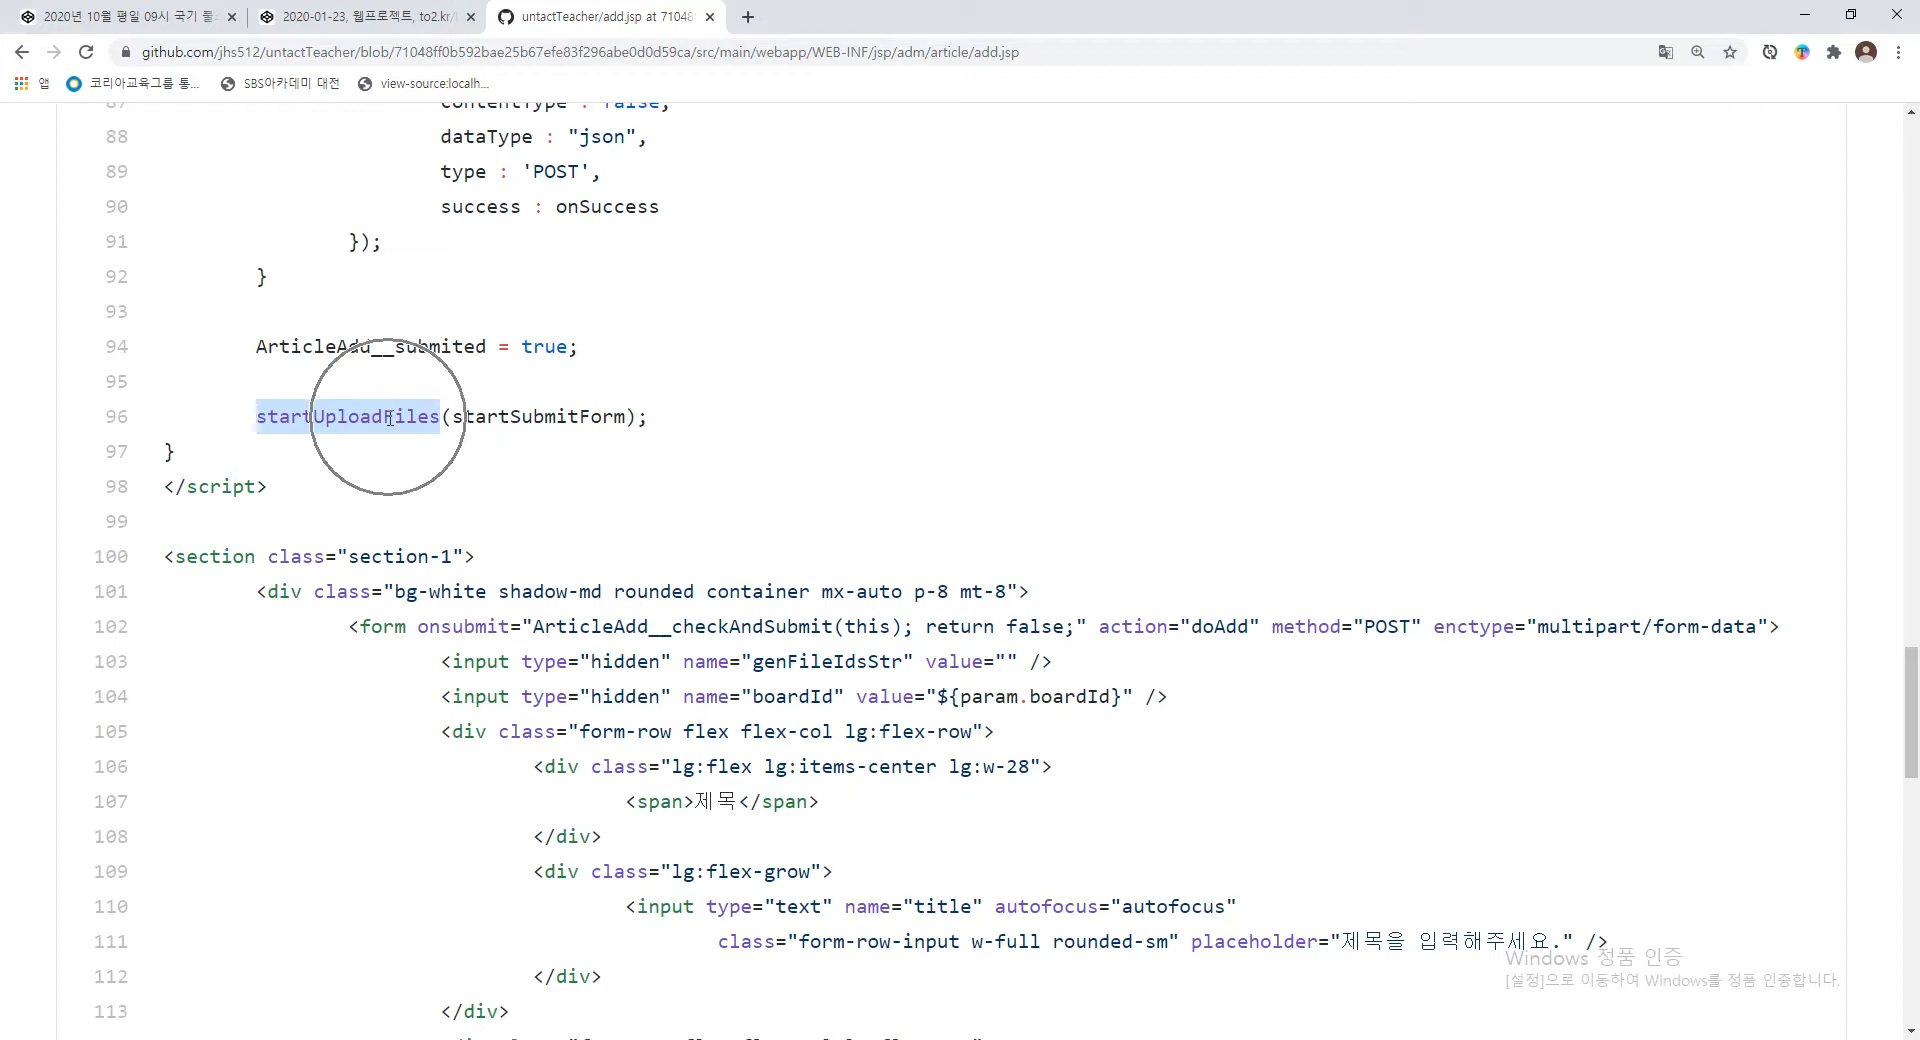 2020년 10월 평일 09시 국기
2020-01-23, 웹프로젝트, to2.kr/
untactTeacher/add.jsp at 71048
github.com/jhs512/untactTeacher/blob/71048ff0b592bae25b67efe83f296abe0d0d59ca/src/main/webapp/WEB-INF/jsp/adm/article/add.jsp
앱 코리아교육그룹 통... SBS아카데미 대전 view-source:localh...
87 contentType : false,
88 dataType : "json",
89 type : 'POST',
90 success : onSuccess
91 });
92 }
93
94 ArticleAdd__submited = true;
95
96 startUploadFiles(startSubmitForm);
97 }
98 </script>
99
100 <section class="section-1">
101 <div class="bg-white shadow-md rounded container mx-auto p-8 mt-8">
102 <form onsubmit="ArticleAdd__checkAndSubmit(this); return false;" action="doAdd" method="POST" enctype="multipart/form-data">
103 <input type="hidden" name="genFileIdsStr" value="" />
104 <input type="hidden" name="boardId" value="${param.boardId}" />
105 <div class="form-row flex flex-col lg:flex-row">
106 <div class="lg:flex lg:items-center lg:w-28">
107 <span>제목</span>
108 </div>
109 <div class="lg:flex-grow">
110 <input type="text" name="title" autofocus="autofocus"
111 class="form-row-input w-full rounded-sm" placeholder="제목을 입력해주세요." />
Windows 정품 인증
112 </div>
[설정]으로 이동하여 Windows를 정품 인증합니다.
113 </div>